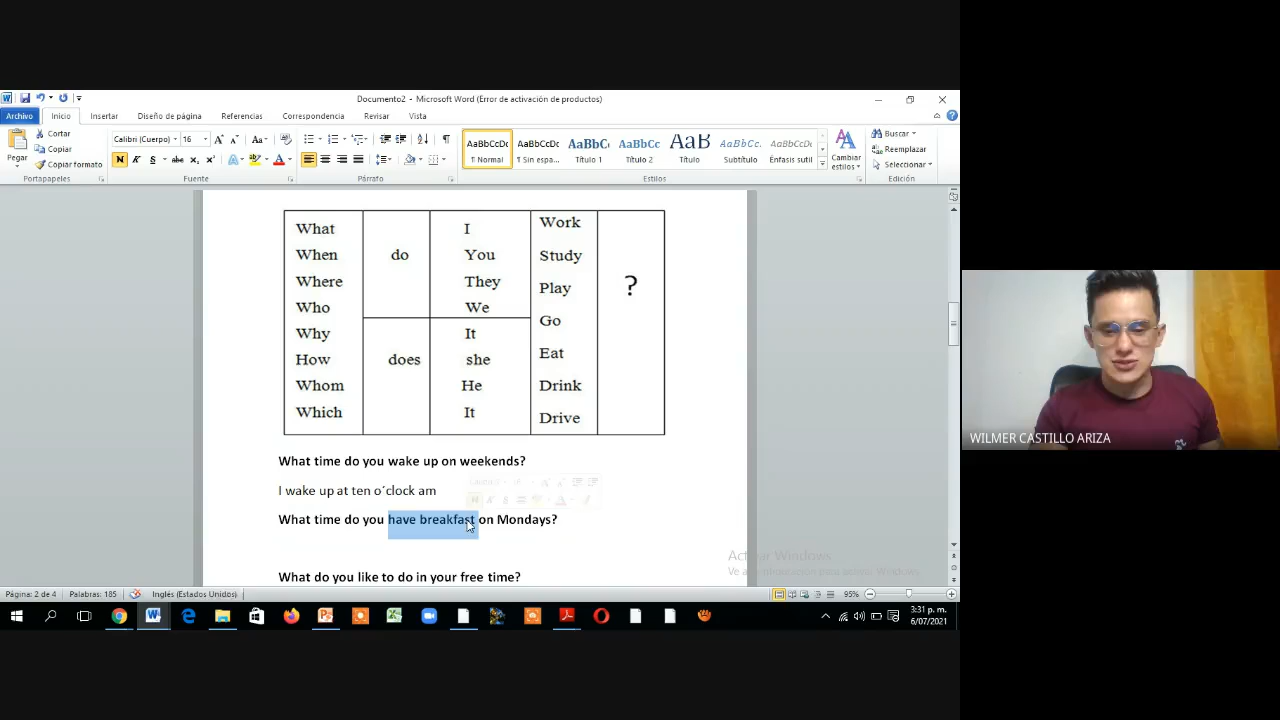 Documento2 - Microsoft Word (Error de activación de productos)
Archivo Inicio Insertar Diseño de página Referencias Correspondencia Revisar Vista
Pegar
Cortar
Copiar
Copiar formato
Portapapeles
Calibri (Cuerpo) 16
Fuente
Párrafo
AaBbCcDc AaBbCcDc AaBbC AaBbCc AaB AaBbCc. AaBbCcDc
¶ Normal ¶ Sin espa... Título 1 Título 2 Título Subtítulo Énfasis sutil
Cambiar estilos
Estilos
Buscar
Reemplazar
Seleccionar
Edición
What
When
Where
Who
Why
How
Whom
Which
do
does
I
You
They
We
It
she
He
It
Work
Study
Play
Go
Eat
Drink
Drive
?
What time do you wake up on weekends?
I wake up at ten o´clock am
What time do you have breakfast on Mondays?
What do you like to do in your free time?
Activar Windows
WILMER CASTILLO ARIZA
Página: 2 de 4 Palabras: 185 Inglés (Estados Unidos) 95%
3:31 p. m.
6/07/2021